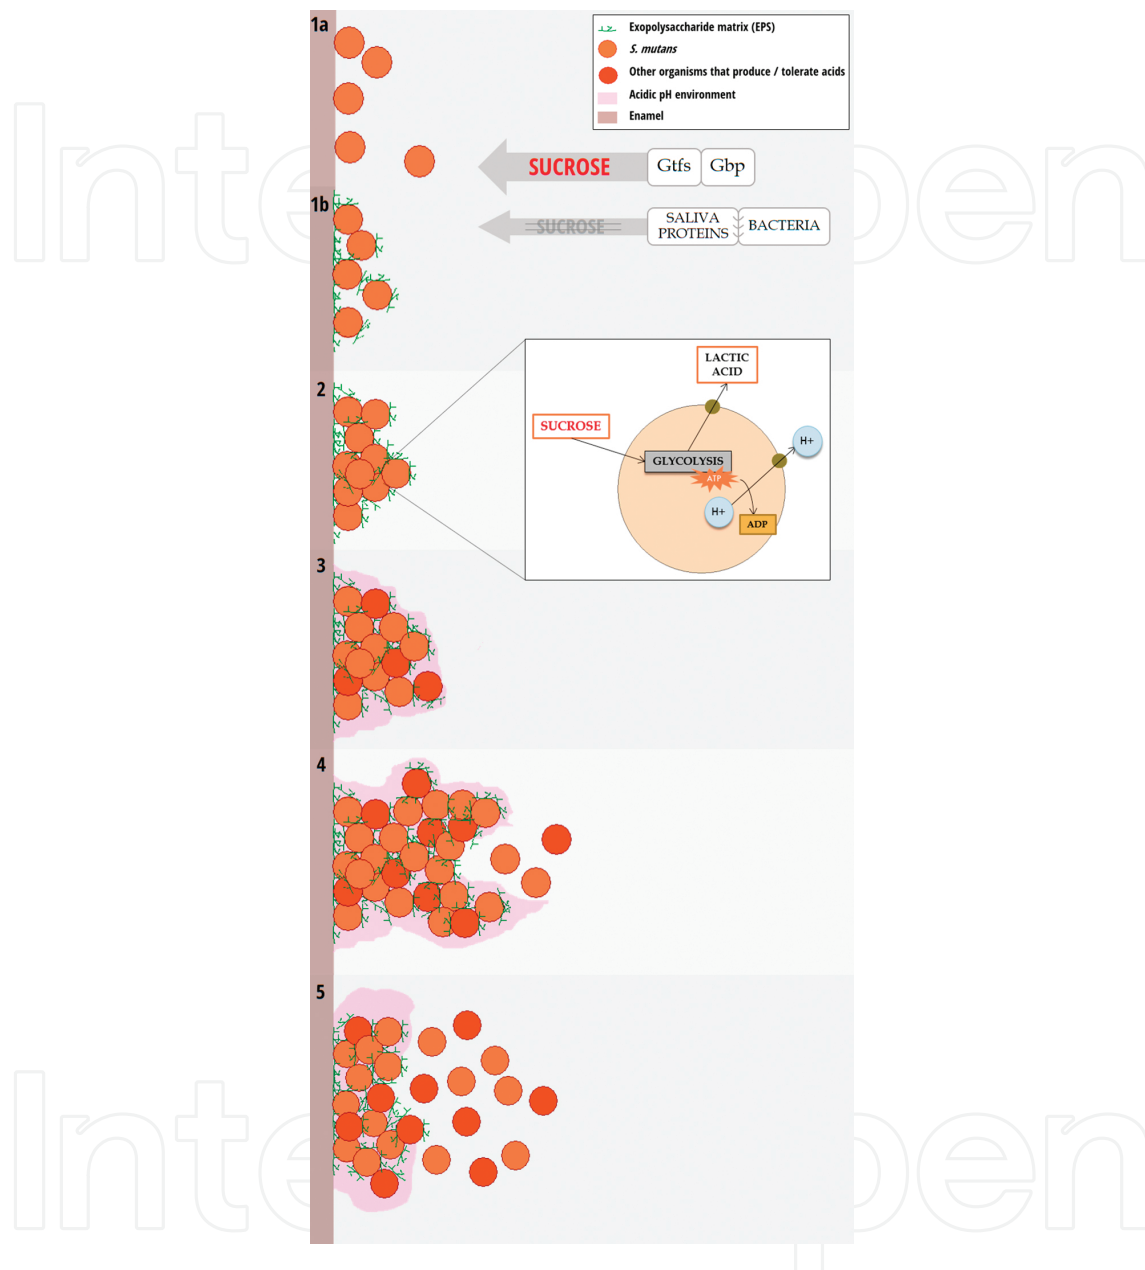 1a
Exopolysaccharide matrix (EPS)
S. mutans
Other organisms that produce / tolerate acids
Acidic pH environment
Enamel
SUCROSE
Gtfs
Gbp
1b
SUCROSE
SALIVA
PROTEINS
BACTERIA
2
LACTIC
ACID
SUCROSE
GLYCOLYSIS
ATP
H+
H+
ADP
3
4
5